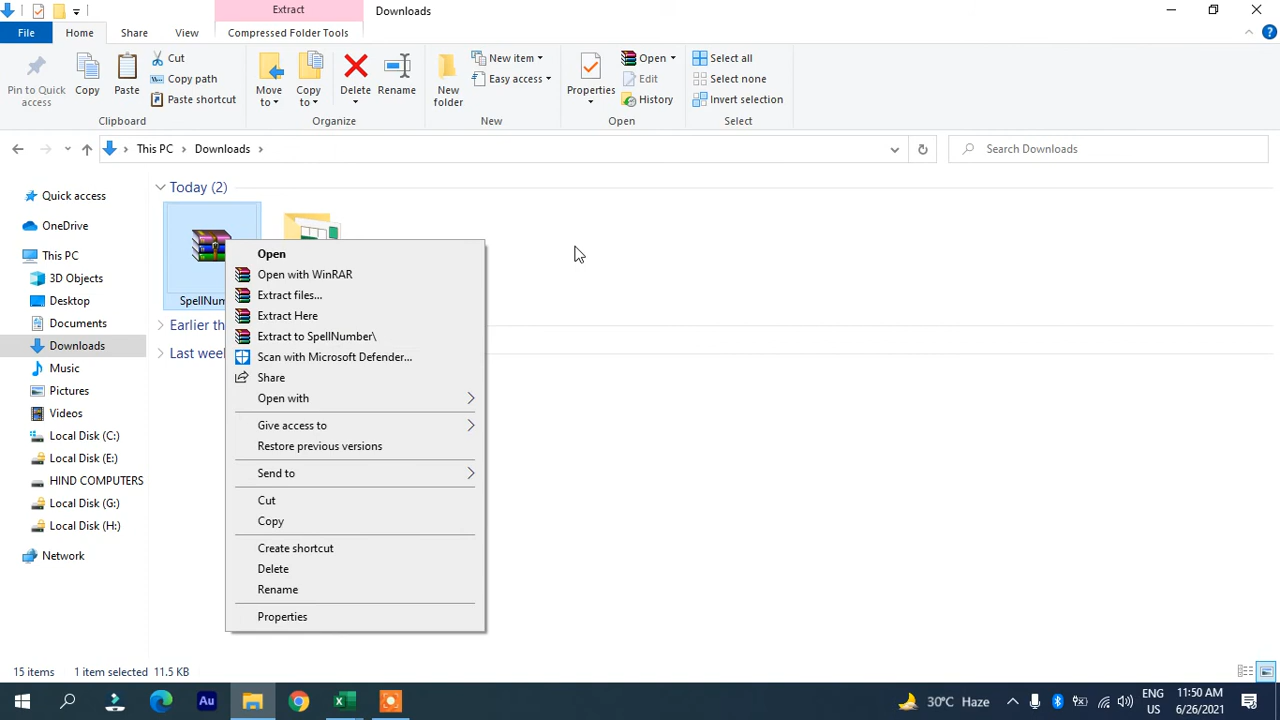 Extract
Downloads
File
Home
Share
View
Compressed Folder Tools
Pin to Quick
access
Copy
Paste
Cut
Copy path
Paste shortcut
Clipboard
Move
to
Copy
to
Delete
Rename
Organize
New
folder
New item
Easy access
New
Properties
Open
Edit
History
Open
Select all
Select none
Invert selection
Select
This PC
Downloads
Search Downloads
Quick access
OneDrive
This PC
3D Objects
Desktop
Documents
Downloads
Music
Pictures
Videos
Local Disk (C:)
Local Disk (E:)
HIND COMPUTERS
Local Disk (G:)
Local Disk (H:)
Network
Today (2)
SpellNum
Earlier th
Last wee
Open
Open with WinRAR
Extract files...
Extract Here
Extract to SpellNumber\
Scan with Microsoft Defender...
Share
Open with
Give access to
Restore previous versions
Send to
Cut
Copy
Create shortcut
Delete
Rename
Properties
15 items
1 item selected 11.5 KB
Au
30°C Haze
ENG
US
11:50 AM
6/26/2021